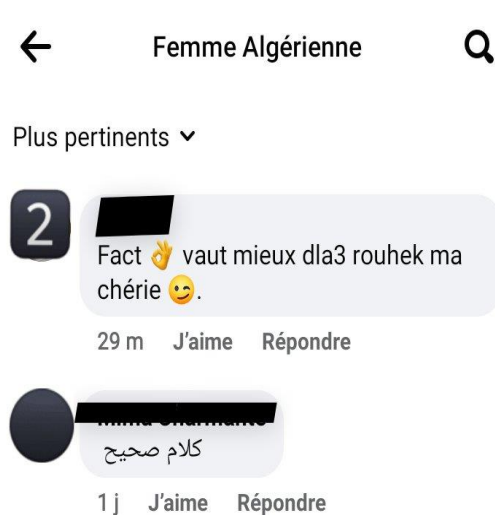 Femme Algérienne
Plus pertinents
2
Fact 👌 vaut mieux dla3 rouhek ma
chérie 😉.
29 m J'aime Répondre
كلام صحيح
1 j J'aime Répondre